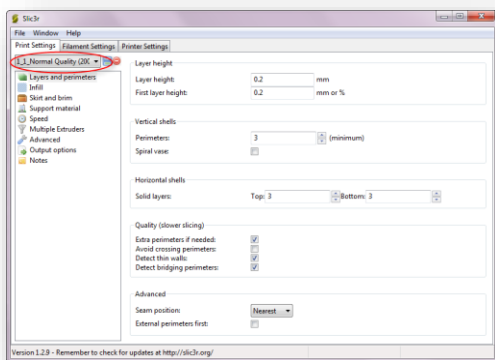 Slic3r
File Window Help
Print Settings Filament Settings Printer Settings
1_1_Normal Quality (20
Layers and perimeters
Infill
Skirt and brim
Support material
Speed
Multiple Extruders
Advanced
Output options
Notes
Layer height
Layer height: 0.2 mm
First layer height: 0.2 mm or %
Vertical shells
Perimeters: 3 (minimum)
Spiral vase:
Horizontal shells
Solid layers: Top: 3 Bottom: 3
Quality (slower slicing)
Extra perimeters if needed:
Avoid crossing perimeters:
Detect thin walls:
Detect bridging perimeters:
Advanced
Seam position: Nearest
External perimeters first:
Version 1.2.9 - Remember to check for updates at http://slic3r.org/